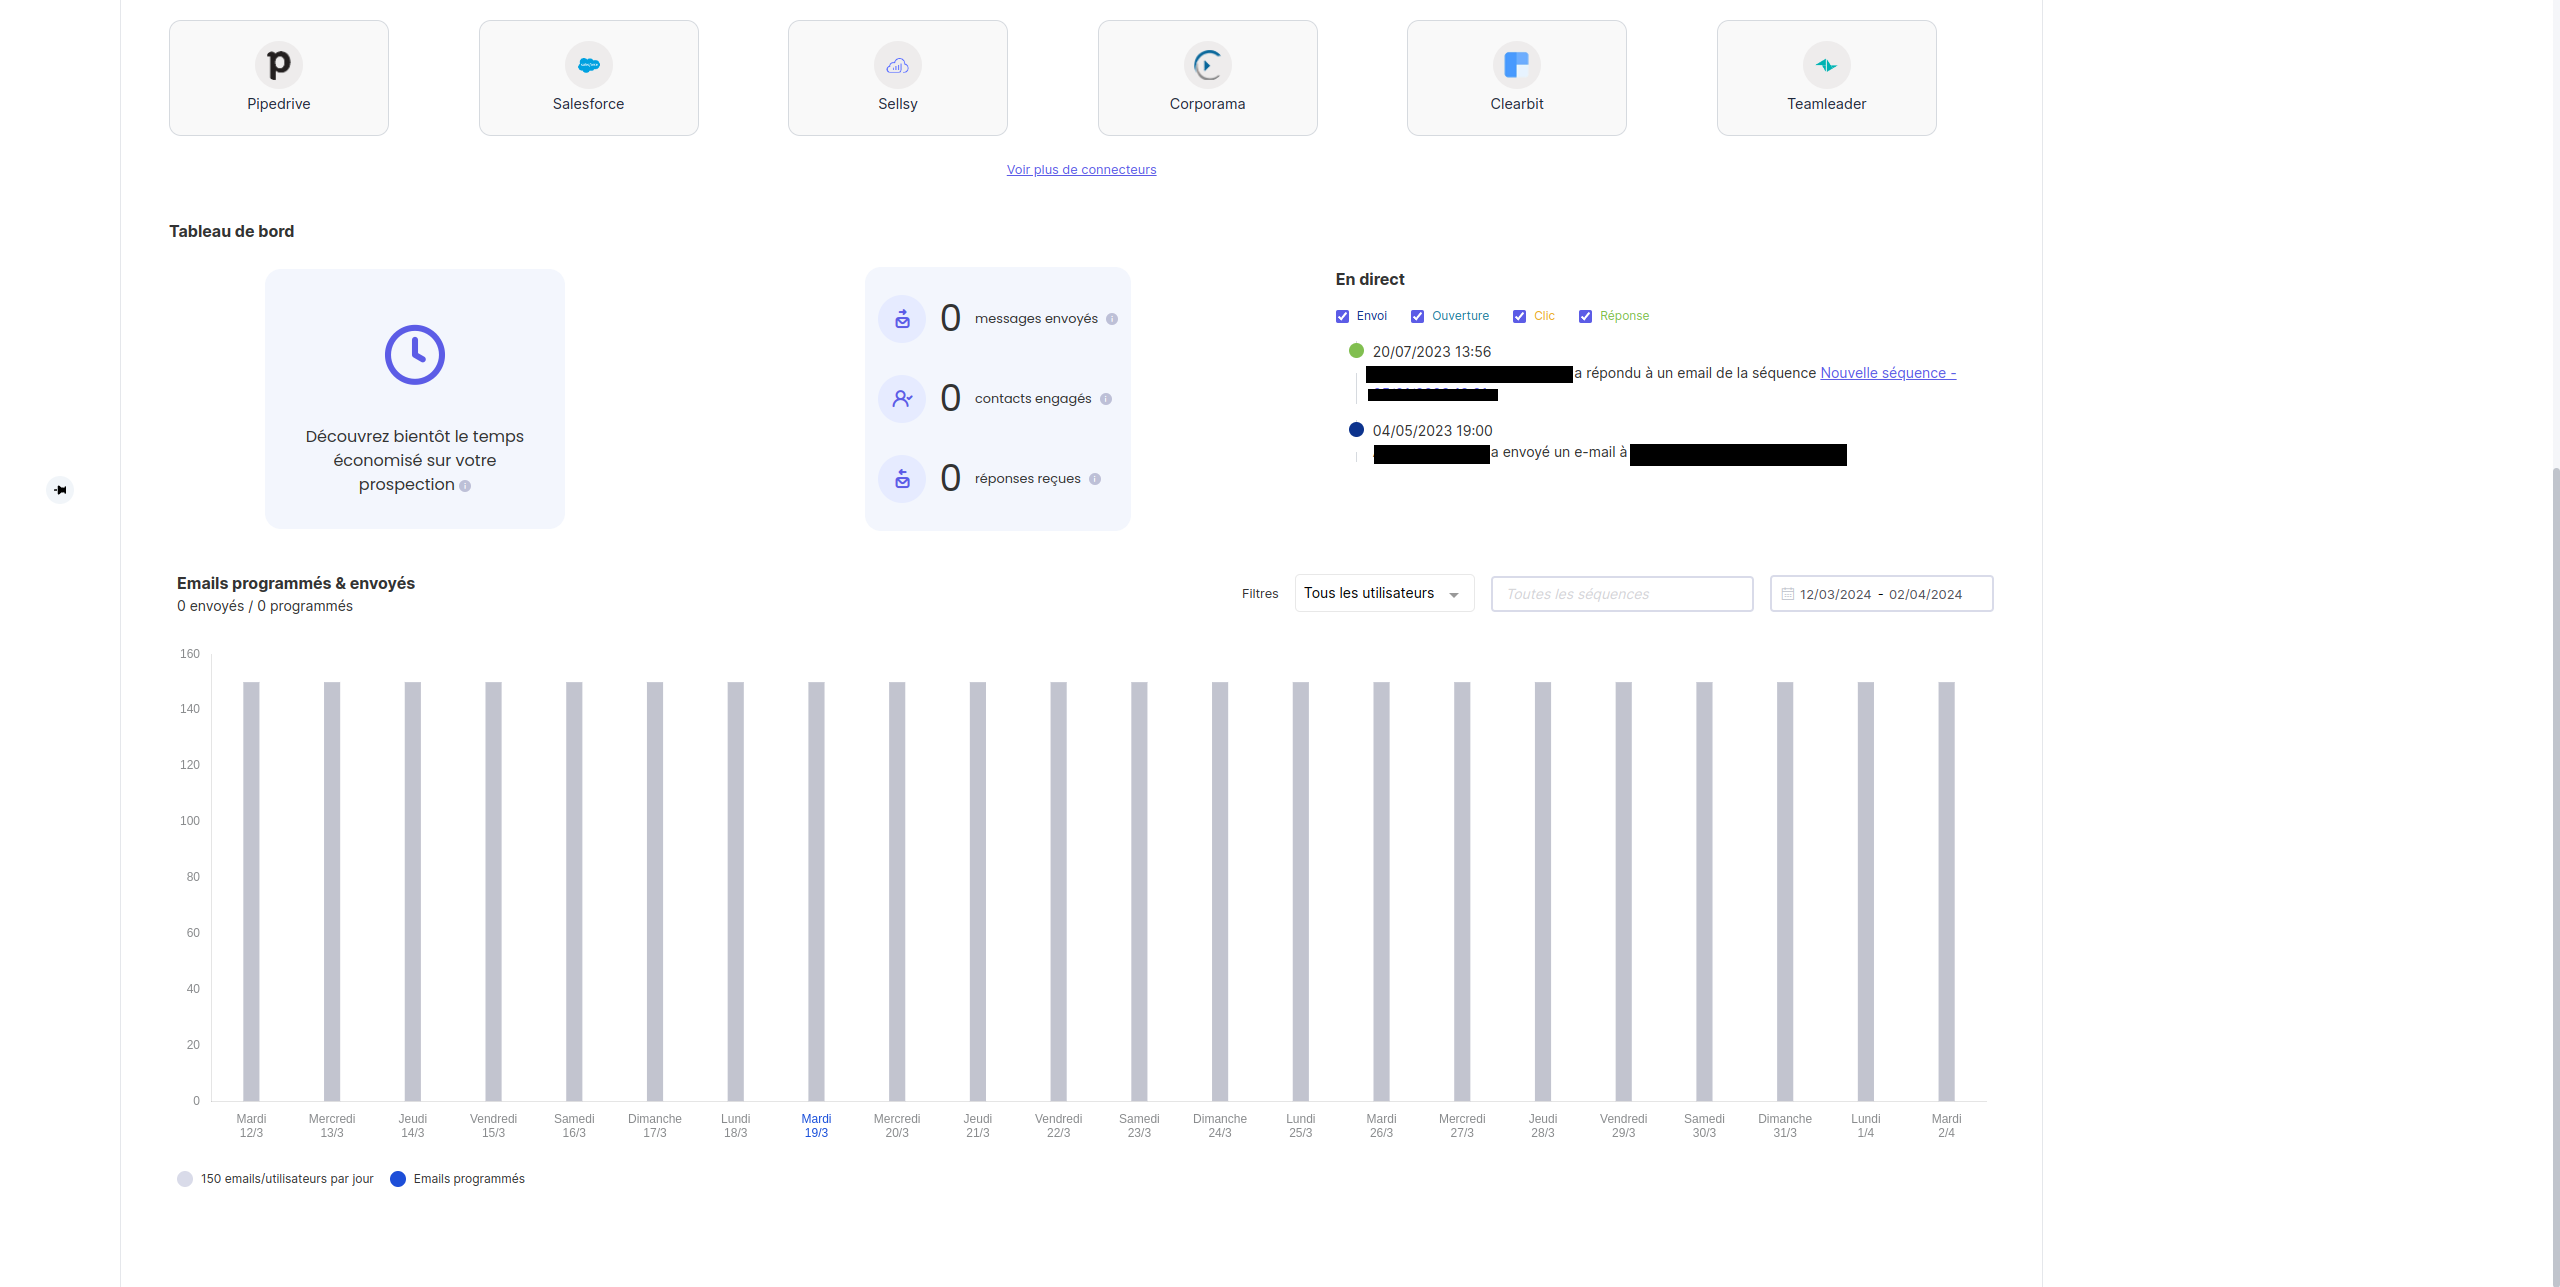 Pipedrive
Salesforce
Sellsy
Corporama
Clearbit
Teamleader
Voir plus de connecteurs
Tableau de bord
Découvrez bientôt le temps
économisé sur votre
prospection
0 messages envoyés
0 contacts engagés
0 réponses reçues
En direct
Envoi Ouverture Clic Réponse
20/07/2023 13:56
a répondu à un email de la séquence Nouvelle séquence -
04/05/2023 19:00
a envoyé un e-mail à
Emails programmés & envoyés
0 envoyés / 0 programmés
Filtres Tous les utilisateurs Toutes les séquences 12/03/2024 - 02/04/2024
160
140
120
100
80
60
40
20
0
Mardi Mercredi Jeudi Vendredi Samedi Dimanche Lundi Mardi Mercredi Jeudi Vendredi Samedi Dimanche Lundi Mardi Mercredi Jeudi Vendredi Samedi Dimanche Lundi Mardi
12/3 13/3 14/3 15/3 16/3 17/3 18/3 19/3 20/3 21/3 22/3 23/3 24/3 25/3 26/3 27/3 28/3 29/3 30/3 31/3 1/4 2/4
150 emails/utilisateurs par jour Emails programmés